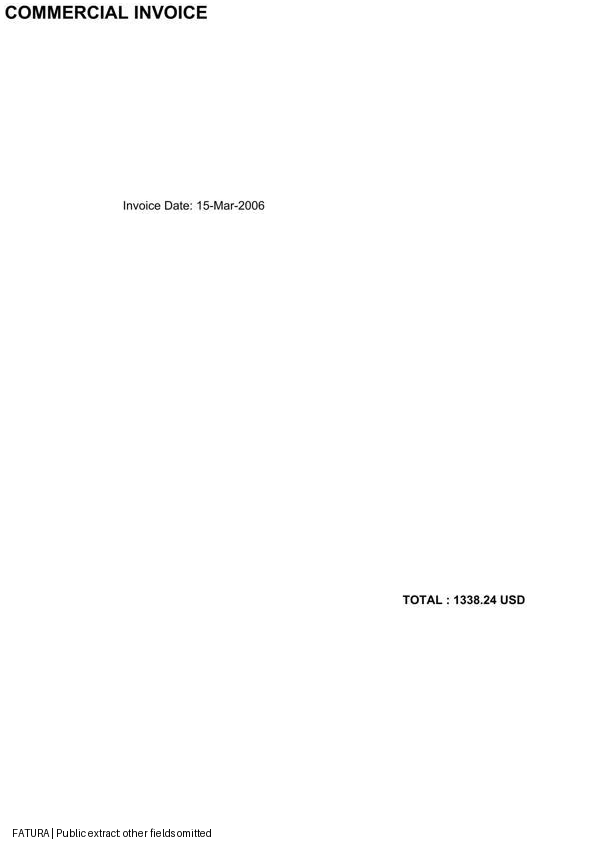 COMMERCIAL INVOICE
Invoice Date: 15-Mar-2006
TOTAL : 1338.24 USD
FATURA | Public extract: other fields omitted